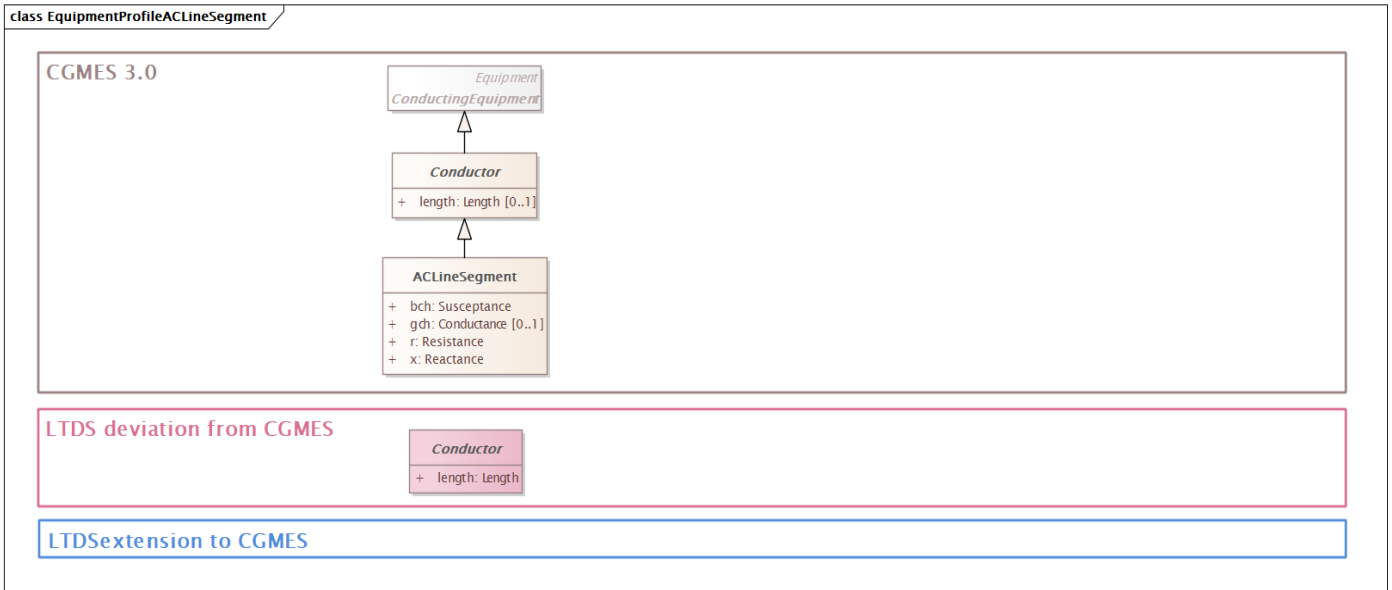 class EquipmentProfileACLineSegment
CGMES 3.0
Equipment
ConductingEquipment
Conductor
+ length: Length [0..1]
ACLineSegment
+ bch: Susceptance
+ gch: Conductance [0..1]
+ r: Resistance
+ x: Reactance
LTDS deviation from CGMES
Conductor
+ length: Length
LTDSextension to CGMES